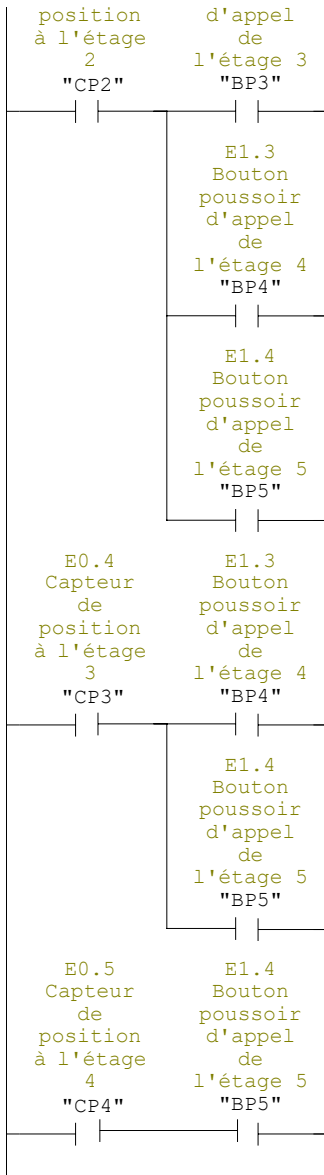 position
à l'étage
2
"CP2"
d'appel
de
l'étage 3
"BP3"
E1.3
Bouton
poussoir
d'appel
de
l'étage 4
"BP4"
E1.4
Bouton
poussoir
d'appel
de
l'étage 5
"BP5"
E0.4
Capteur
de
position
à l'étage
3
"CP3"
E1.3
Bouton
poussoir
d'appel
de
l'étage 4
"BP4"
E1.4
Bouton
poussoir
d'appel
de
l'étage 5
"BP5"
E0.5
Capteur
de
position
à l'étage
4
"CP4"
E1.4
Bouton
poussoir
d'appel
de
l'étage 5
"BP5"